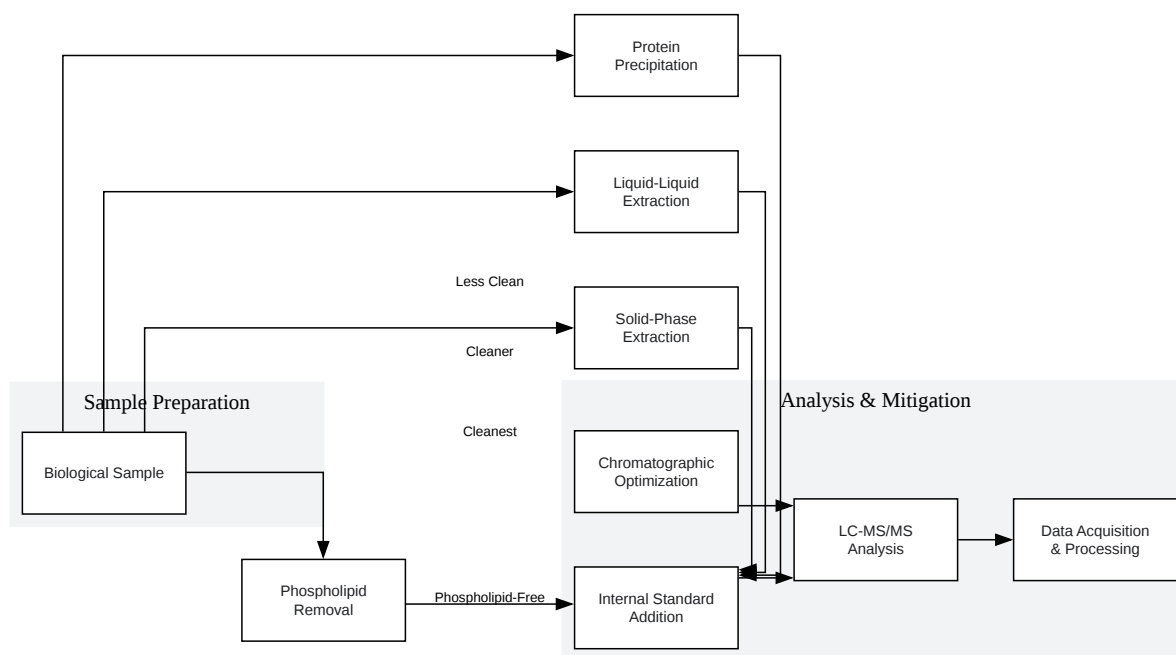 Protein
Precipitation
Liquid-Liquid
Extraction
Less Clean
Solid-Phase
Extraction
Cleaner
Sample Preparation
Analysis & Mitigation
Cleanest
Biological Sample
Chromatographic
Optimization
LC-MS/MS
Analysis
Data Acquisition
& Processing
Phospholipid
Removal
Phospholipid-Free
Internal Standard
Addition